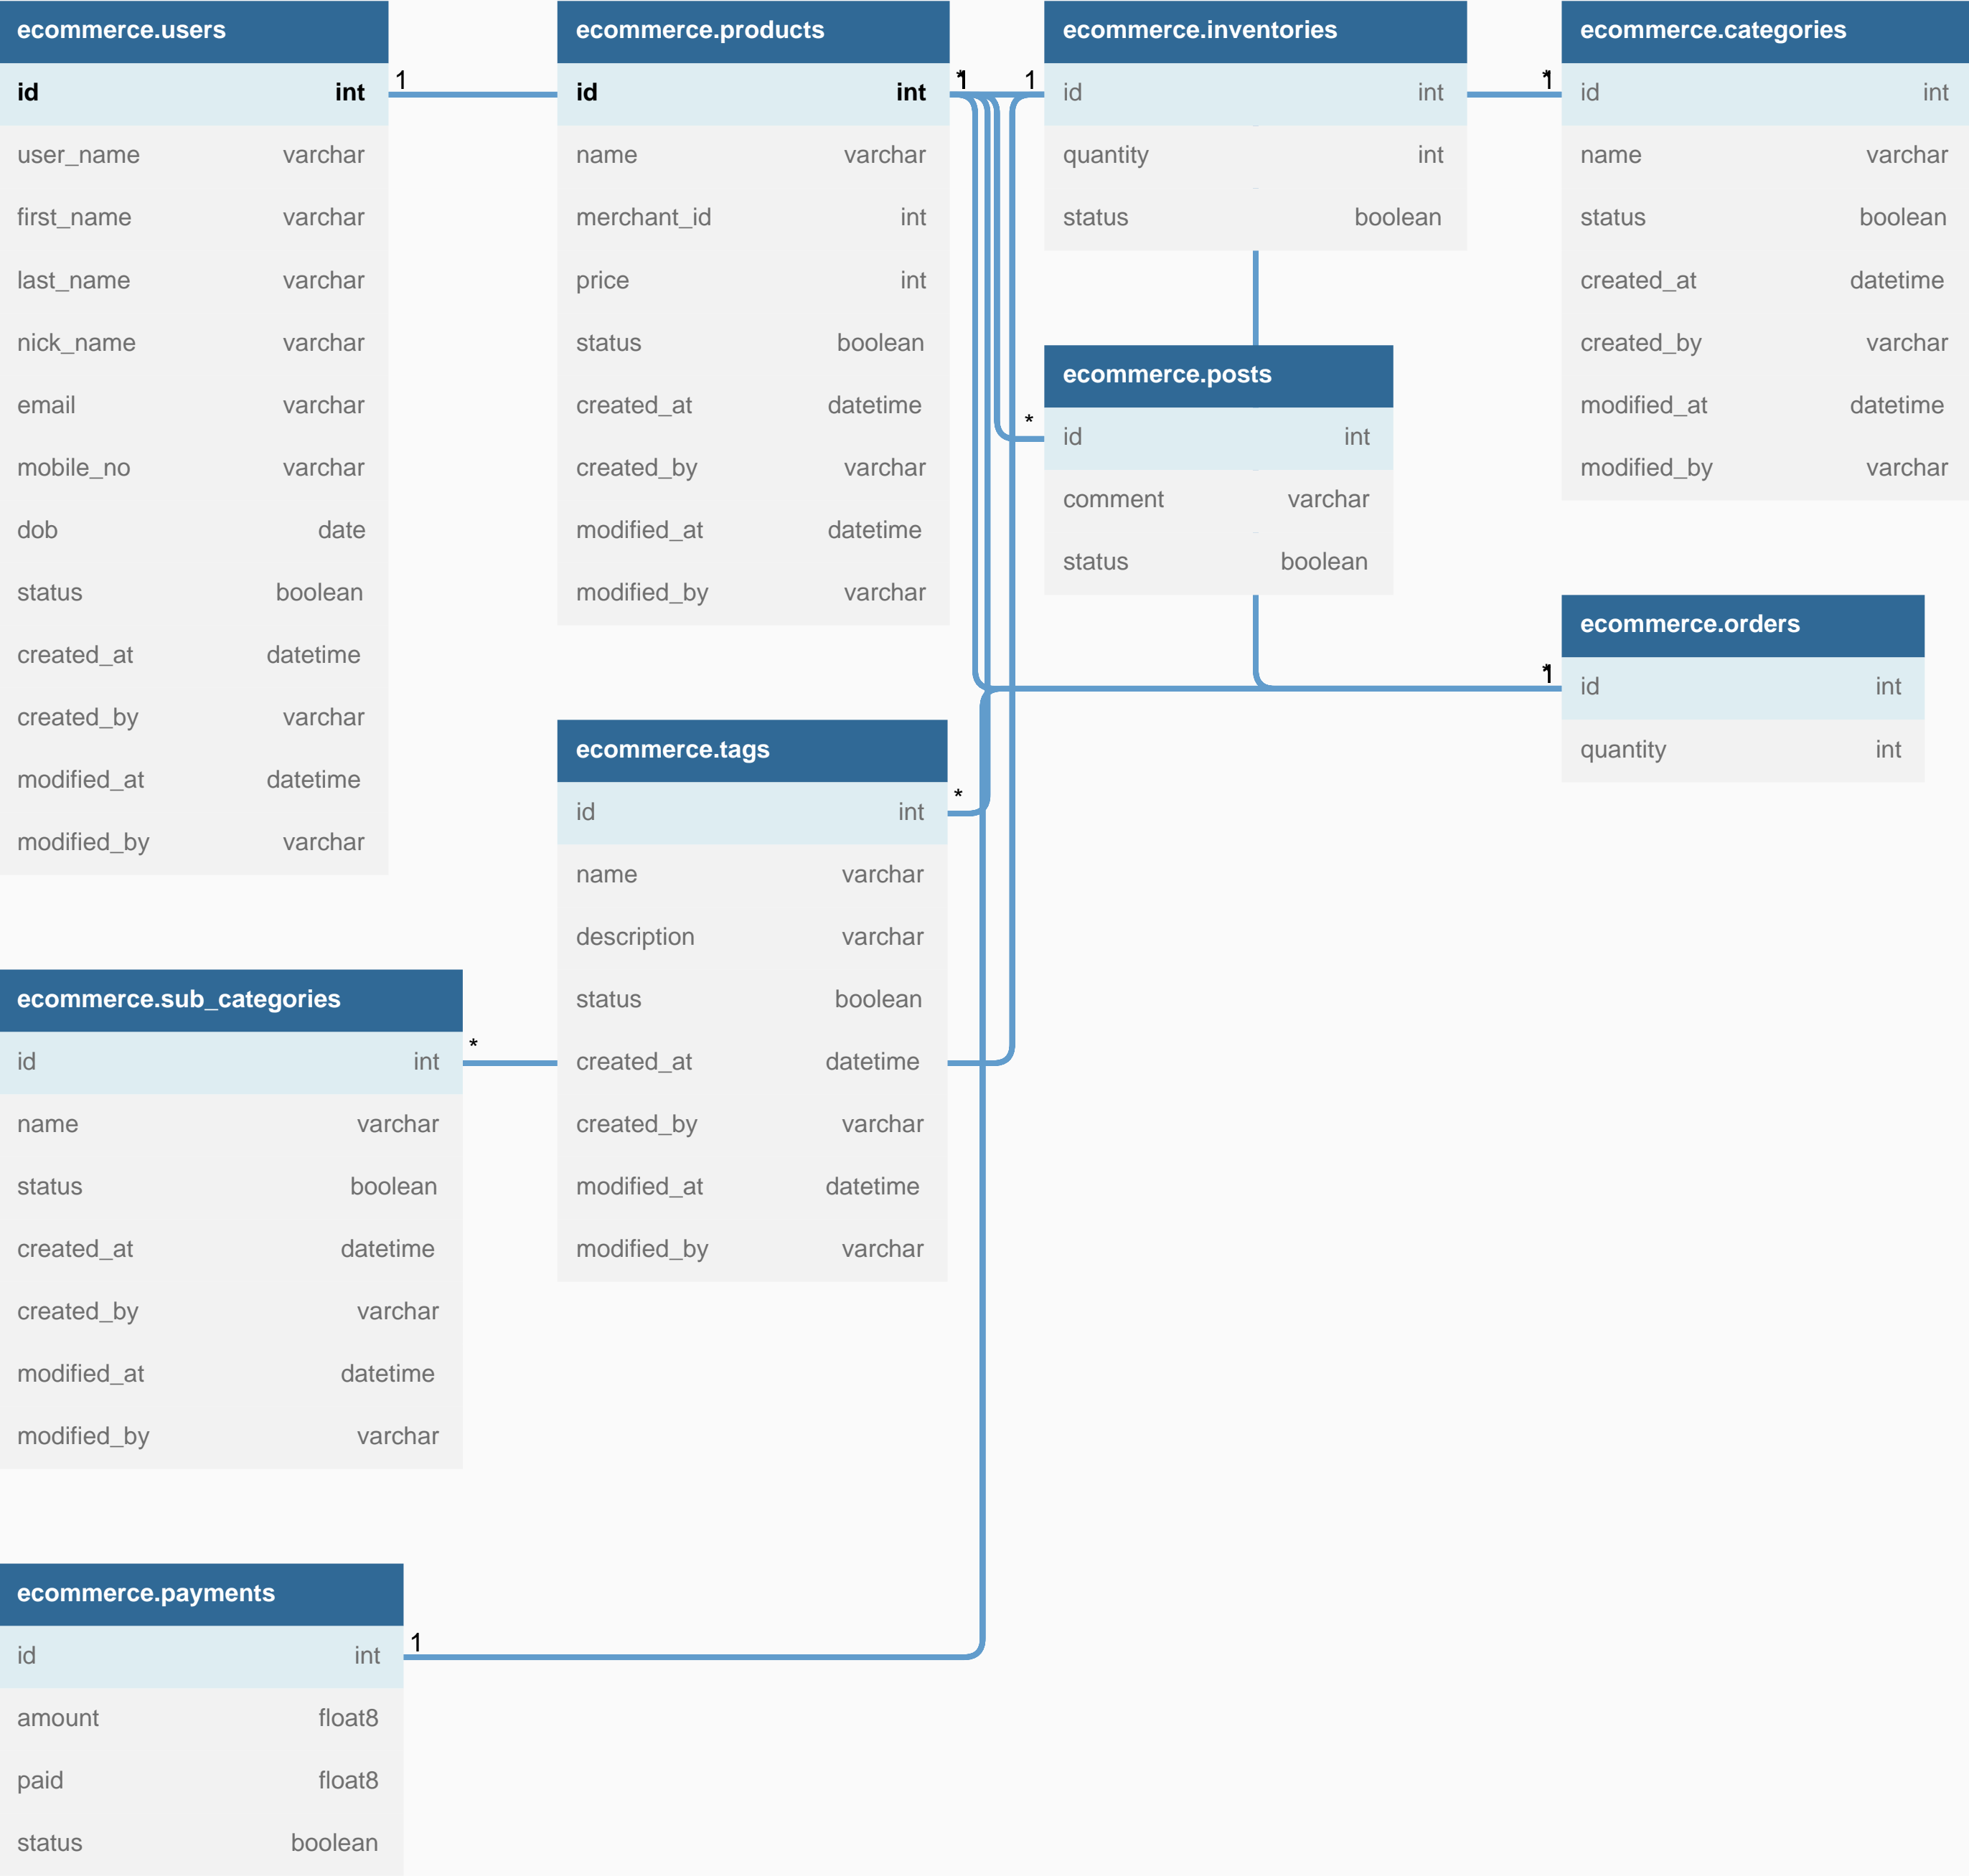 ecommerce.users
id int
user_name varchar
first_name varchar
last_name varchar
nick_name varchar
email varchar
mobile_no varchar
dob date
status boolean
created_at datetime
created_by varchar
modified_at datetime
modified_by varchar
1
ecommerce.products
id int
name varchar
merchant_id int
price int
status boolean
created_at datetime
created_by varchar
modified_at datetime
modified_by varchar
* 1
1
ecommerce.inventories
id int
quantity int
status boolean
* 1
ecommerce.categories
id int
name varchar
status boolean
created_at datetime
created_by varchar
modified_at datetime
modified_by varchar
ecommerce.posts
*
id int
comment varchar
status boolean
ecommerce.orders
* 1
id int
quantity int
ecommerce.tags
id int
*
name varchar
description varchar
status boolean
created_at datetime
created_by varchar
modified_at datetime
modified_by varchar
ecommerce.sub_categories
id int
*
name varchar
status boolean
created_at datetime
created_by varchar
modified_at datetime
modified_by varchar
ecommerce.payments
id int
1
amount float8
paid float8
status boolean